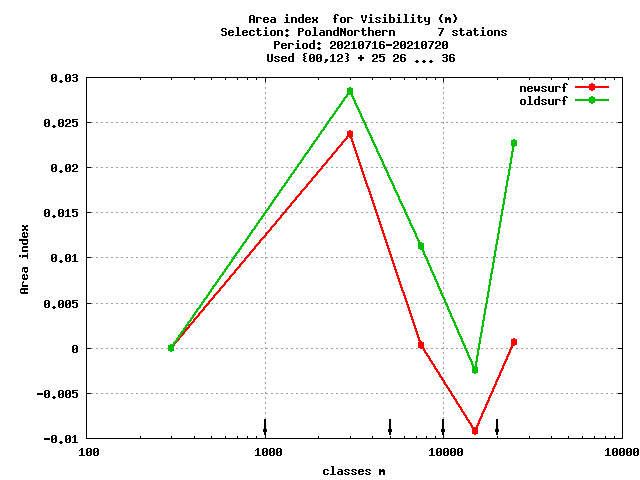 Area index  for Visibility (m)
Selection: PolandNorthern      7 stations
Period: 20210716-20210720
Used {00,12} + 25 26 ... 36
0.03
newsurf
oldsurf
0.025
0.02
0.015
0.01
0.005
0
-0.005
-0.01
Area index
100 1000 10000 10000
classes m